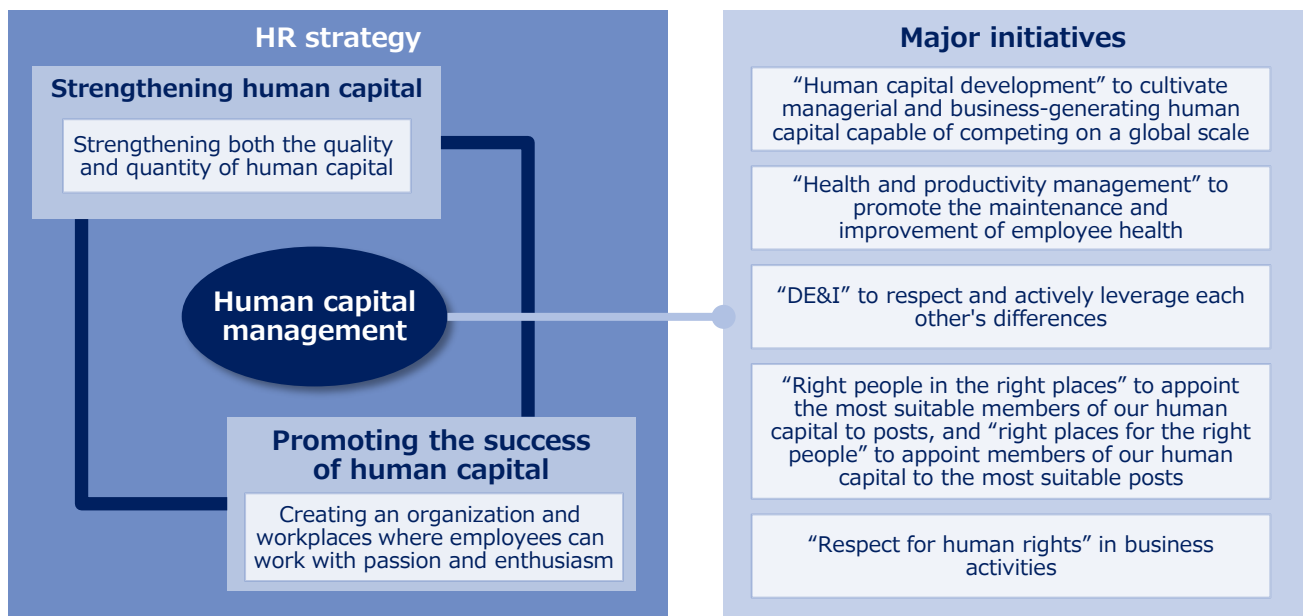 HR strategy
Strengthening human capital
Strengthening both the quality
and quantity of human capital
Human capital
management
Promoting the success
of human capital
Creating an organization and
workplaces where employees can
work with passion and enthusiasm
Major initiatives
“Human capital development” to cultivate
managerial and business-generating human
capital capable of competing on a global scale
“Health and productivity management” to
promote the maintenance and
improvement of employee health
“DE&I” to respect and actively leverage each
other's differences
“Right people in the right places” to appoint
the most suitable members of our human
capital to posts, and “right places for the right
people” to appoint members of our human
capital to the most suitable posts
“Respect for human rights” in business
activities